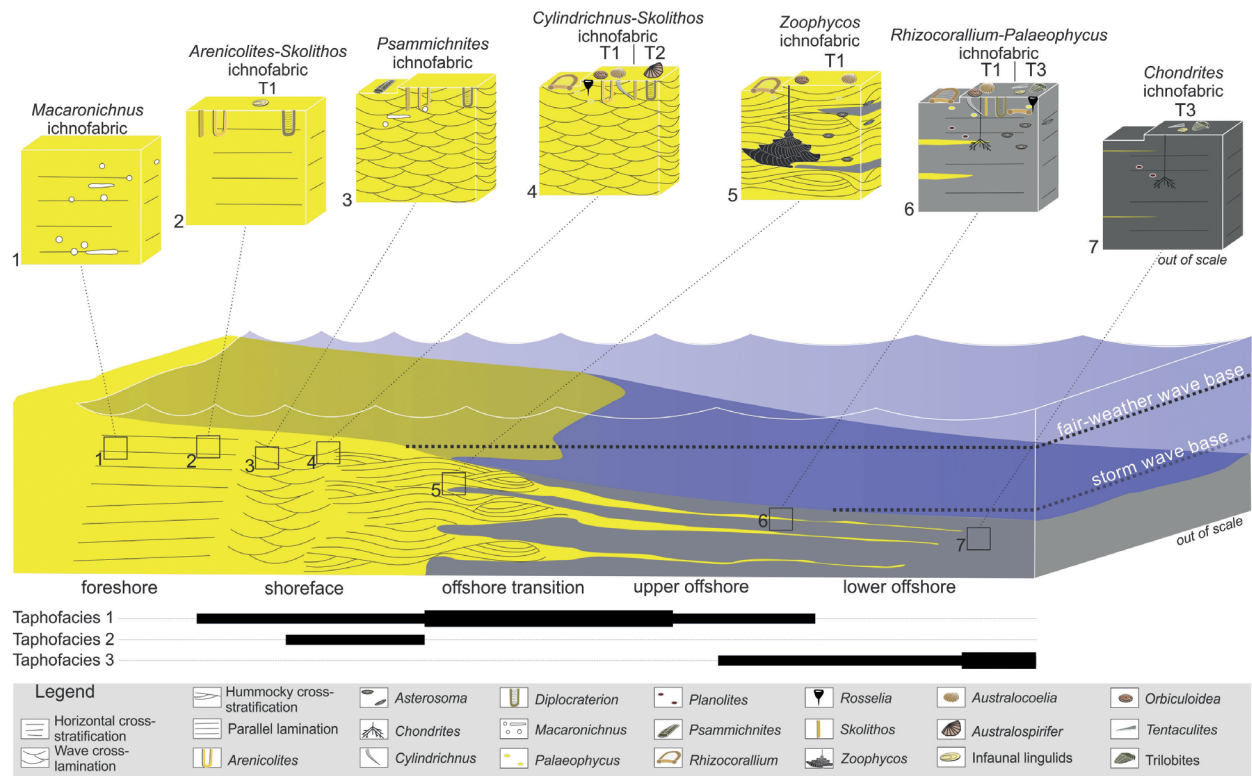 Macaronichnus
ichnofabric
1
Arenicolites-Skolithos
ichnofabric
T1
2
Psammichnites
ichnofabric
3
Cylindrichnus-Skolithos
ichnofabric
T1 T2
4
Zoophycos
ichnofabric
T1
5
Rhizocorallium-Palaeophycus
ichnofabric
T1 T3
6
Chondrites
ichnofabric
T3
7
out of scale
fair-weather wave base
storm wave base
1
2
3
4
5
6
7
out of scale
foreshore shoreface offshore transition upper offshore lower offshore
Taphofacies 1
Taphofacies 2
Taphofacies 3
Legend
Horizontal cross-
stratification
Wave cross-
lamination
Hummocky cross-
stratification
Parallel lamination
Arenicolites
Asterosoma
Chondrites
Cylindrichnus
Diplocraterion
Macaronichnus
Palaeophycus
Planolites
Psammichnites
Rhizocorallium
Rosselia
Skolithos
Zoophycos
Australocoelia
Australospirifer
Infaunal lingulids
Orbiculoidea
Tentaculites
Trilobites